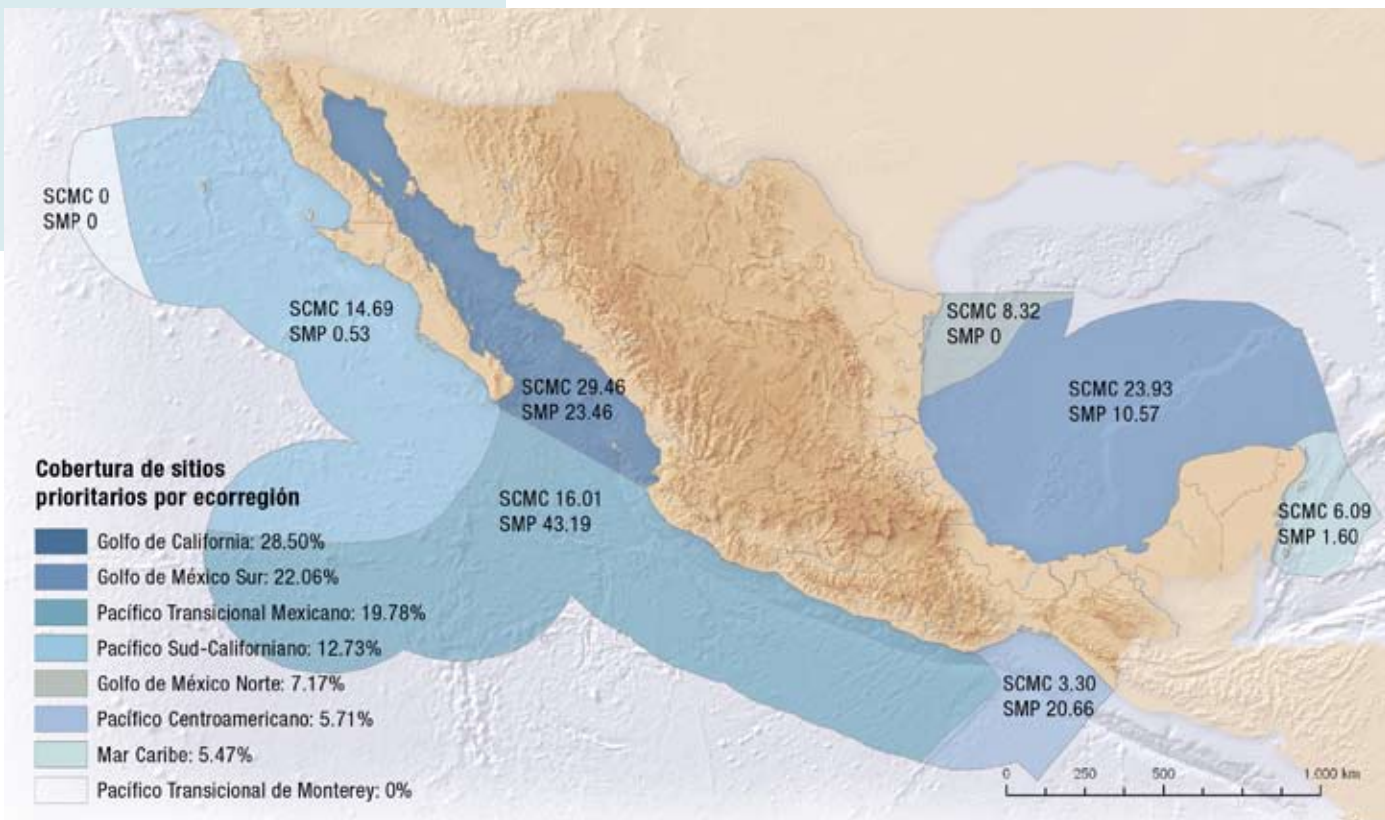 SCMC 0
SMP 0
SCMC 14.69
SMP 0.53
SCMC 29.46
SMP 23.46
SCMC 16.01
SMP 43.19
SCMC 8.32
SMP 0
SCMC 23.93
SMP 10.57
SCMC 6.09
SMP 1.60
SCMC 3.30
SMP 20.66
Cobertura de sitios
prioritarios por ecorregión
Golfo de California: 28.50%
Golfo de México Sur: 22.06%
Pacífico Transicional Mexicano: 19.78%
Pacífico Sud-Californiano: 12.73%
Golfo de México Norte: 7.17%
Pacífico Centroamericano: 5.71%
Mar Caribe: 5.47%
Pacífico Transicional de Monterey: 0%
0 250 500 1.000 km